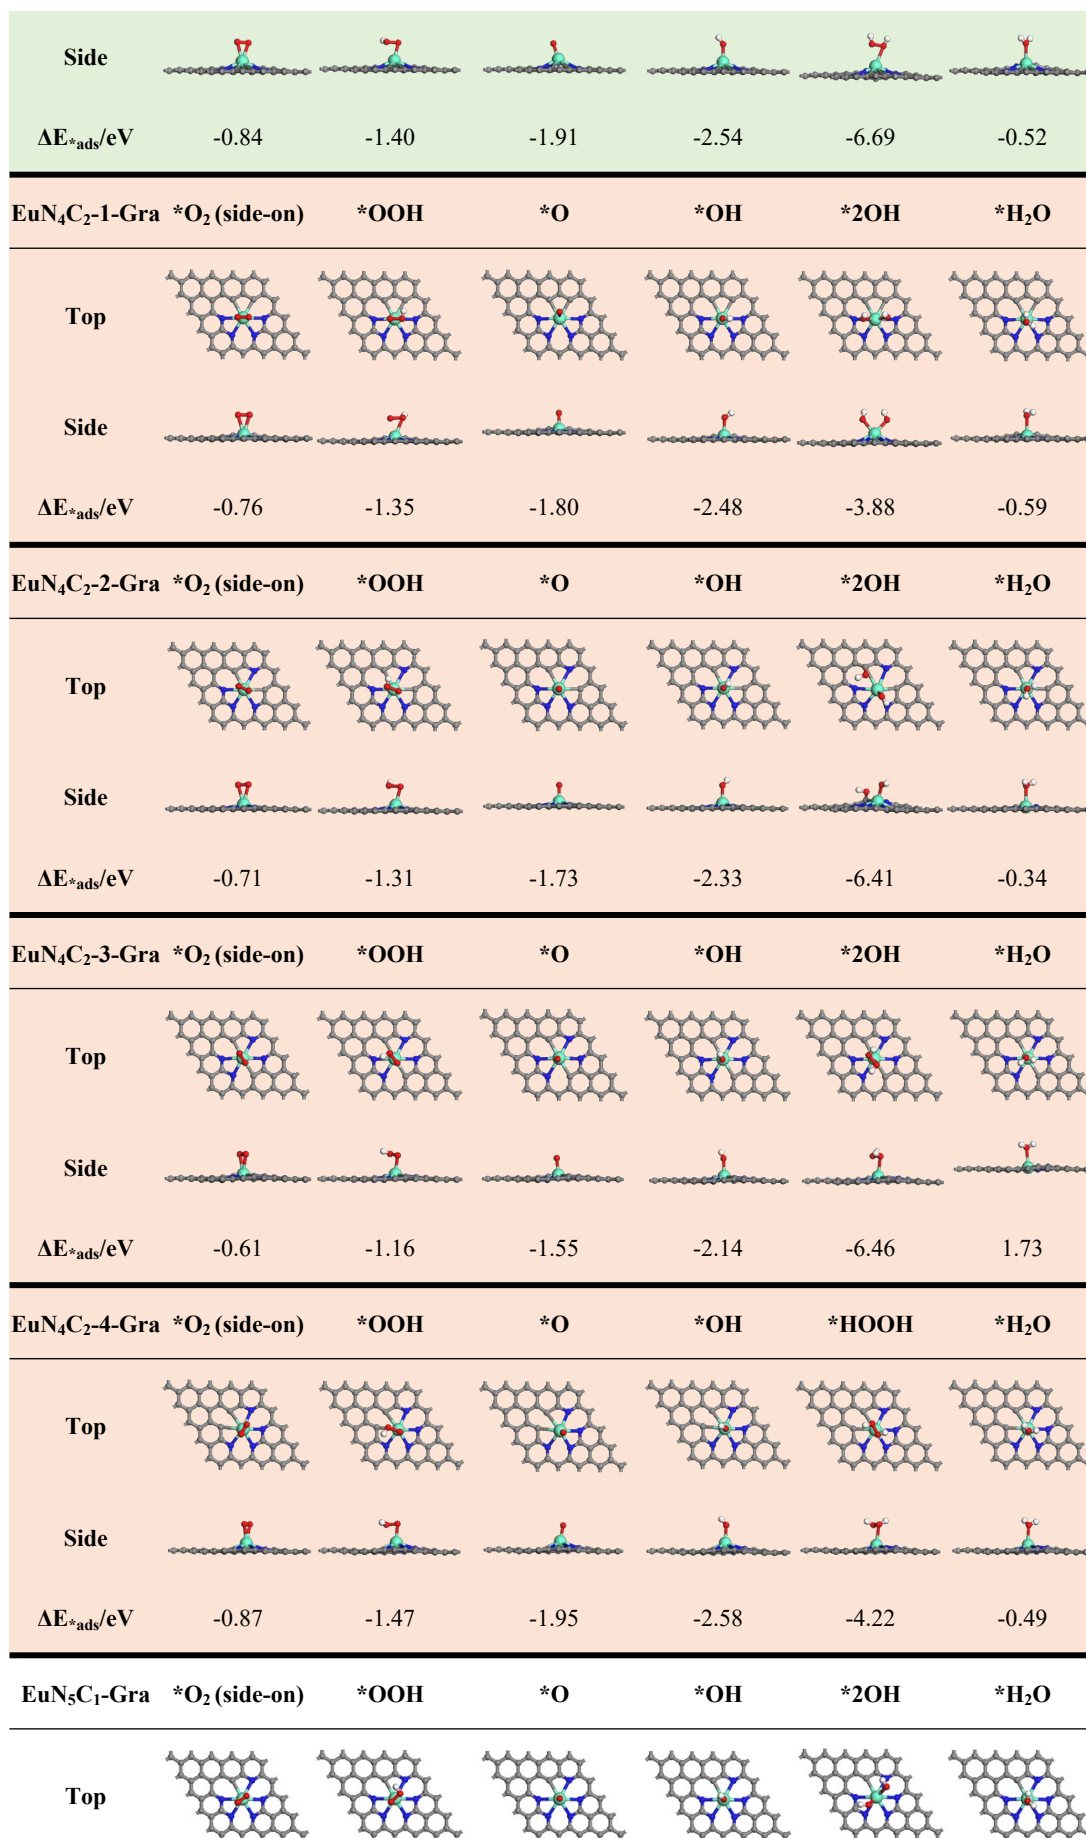 Side
ΔE*ads/eV -0.84 -1.40 -1.91 -2.54 -6.69 -0.52
EuN₄C₂-1-Gra *O₂ (side-on) *OOH *O *OH *2OH *H₂O
Top
Side
ΔE*ads/eV -0.76 -1.35 -1.80 -2.48 -3.88 -0.59
EuN₄C₂-2-Gra *O₂ (side-on) *OOH *O *OH *2OH *H₂O
Top
Side
ΔE*ads/eV -0.71 -1.31 -1.73 -2.33 -6.41 -0.34
EuN₄C₂-3-Gra *O₂ (side-on) *OOH *O *OH *2OH *H₂O
Top
Side
ΔE*ads/eV -0.61 -1.16 -1.55 -2.14 -6.46 1.73
EuN₄C₂-4-Gra *O₂ (side-on) *OOH *O *OH *HOOH *H₂O
Top
Side
ΔE*ads/eV -0.87 -1.47 -1.95 -2.58 -4.22 -0.49
EuN₅C₁-Gra *O₂ (side-on) *OOH *O *OH *2OH *H₂O
Top